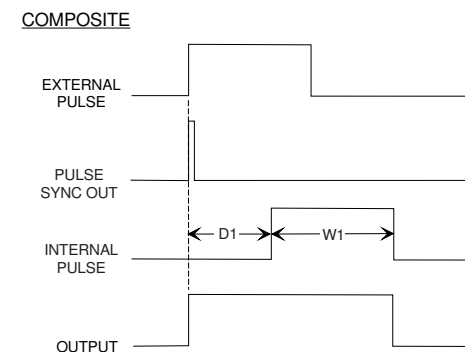 COMPOSITE
EXTERNAL
PULSE
PULSE
SYNC OUT
D1
W1
INTERNAL
PULSE
OUTPUT